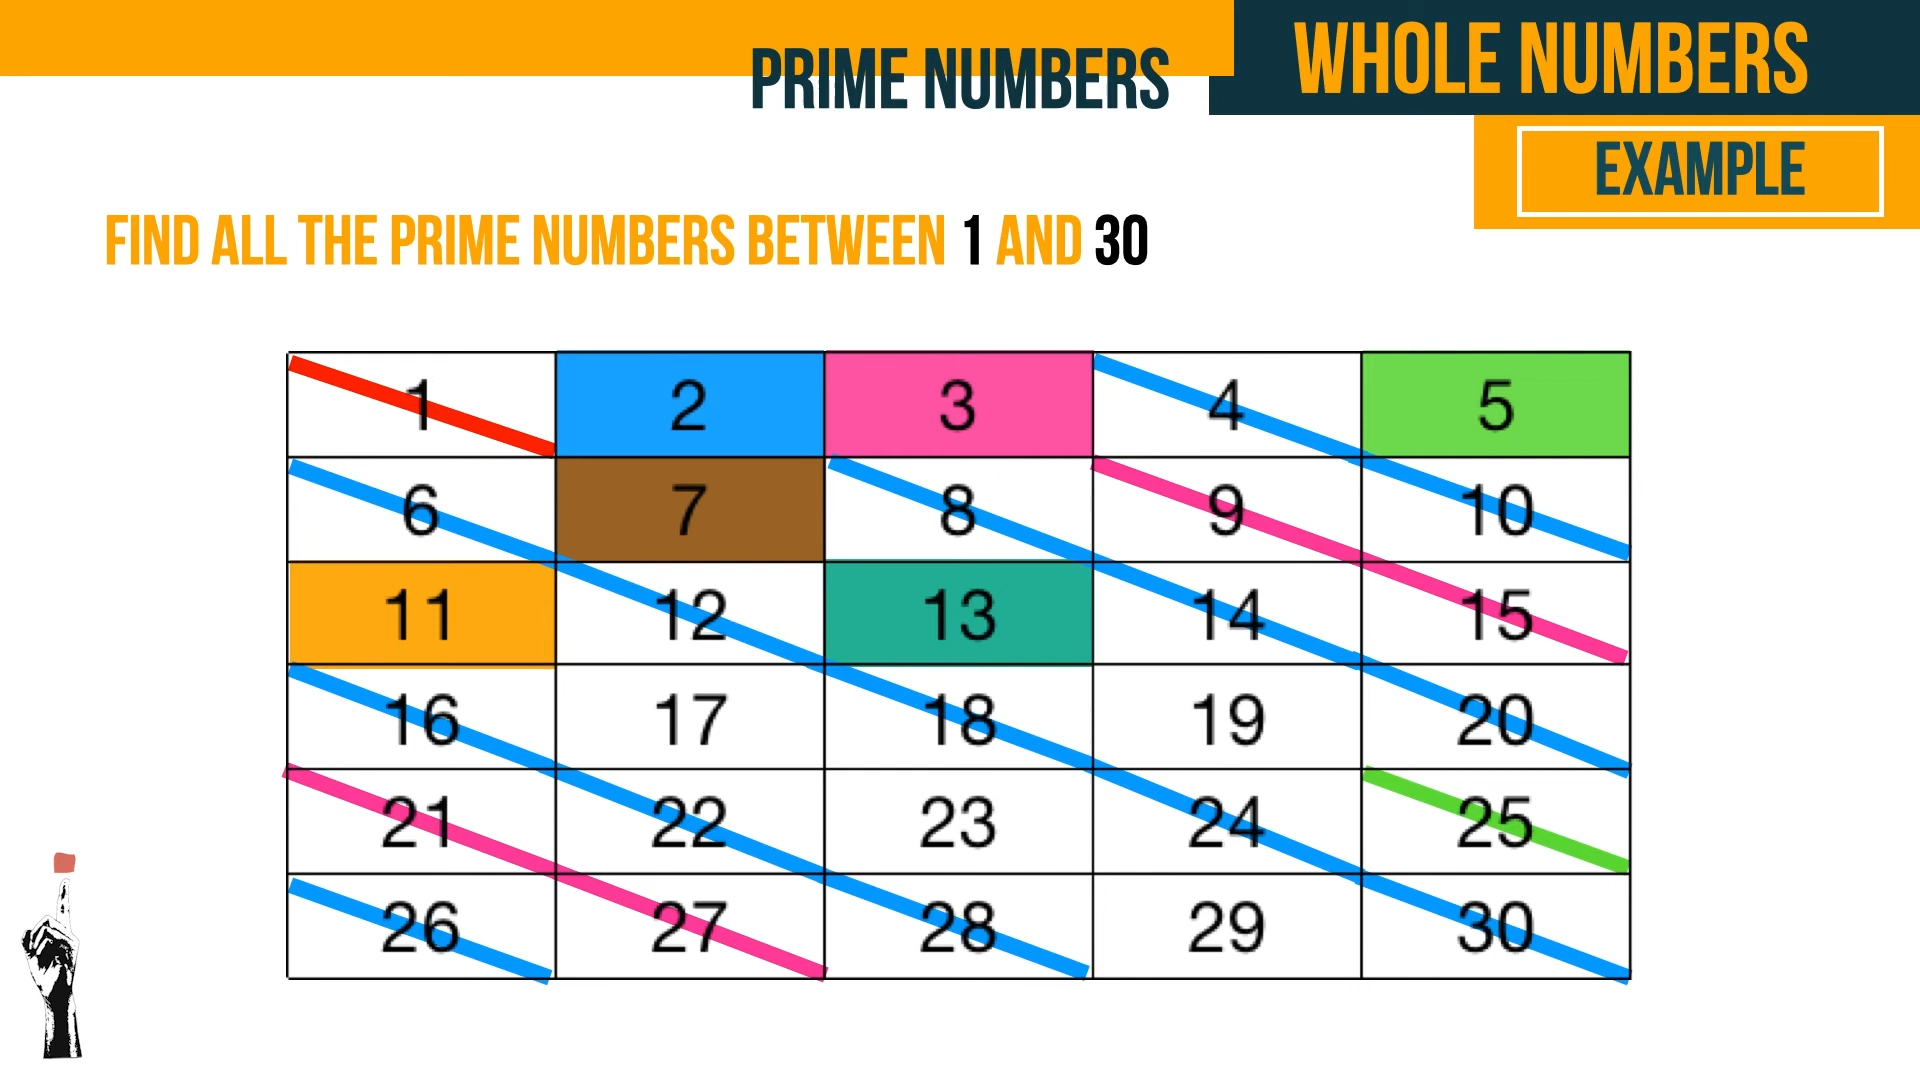 PRIME NUMBERS
WHOLE NUMBERS
EXAMPLE
FIND ALL THE PRIME NUMBERS BETWEEN 1 AND 30
1 2 3 4 5
6 7 8 9 10
11 12 13 14 15
16 17 18 19 20
21 22 23 24 25
26 27 28 29 30